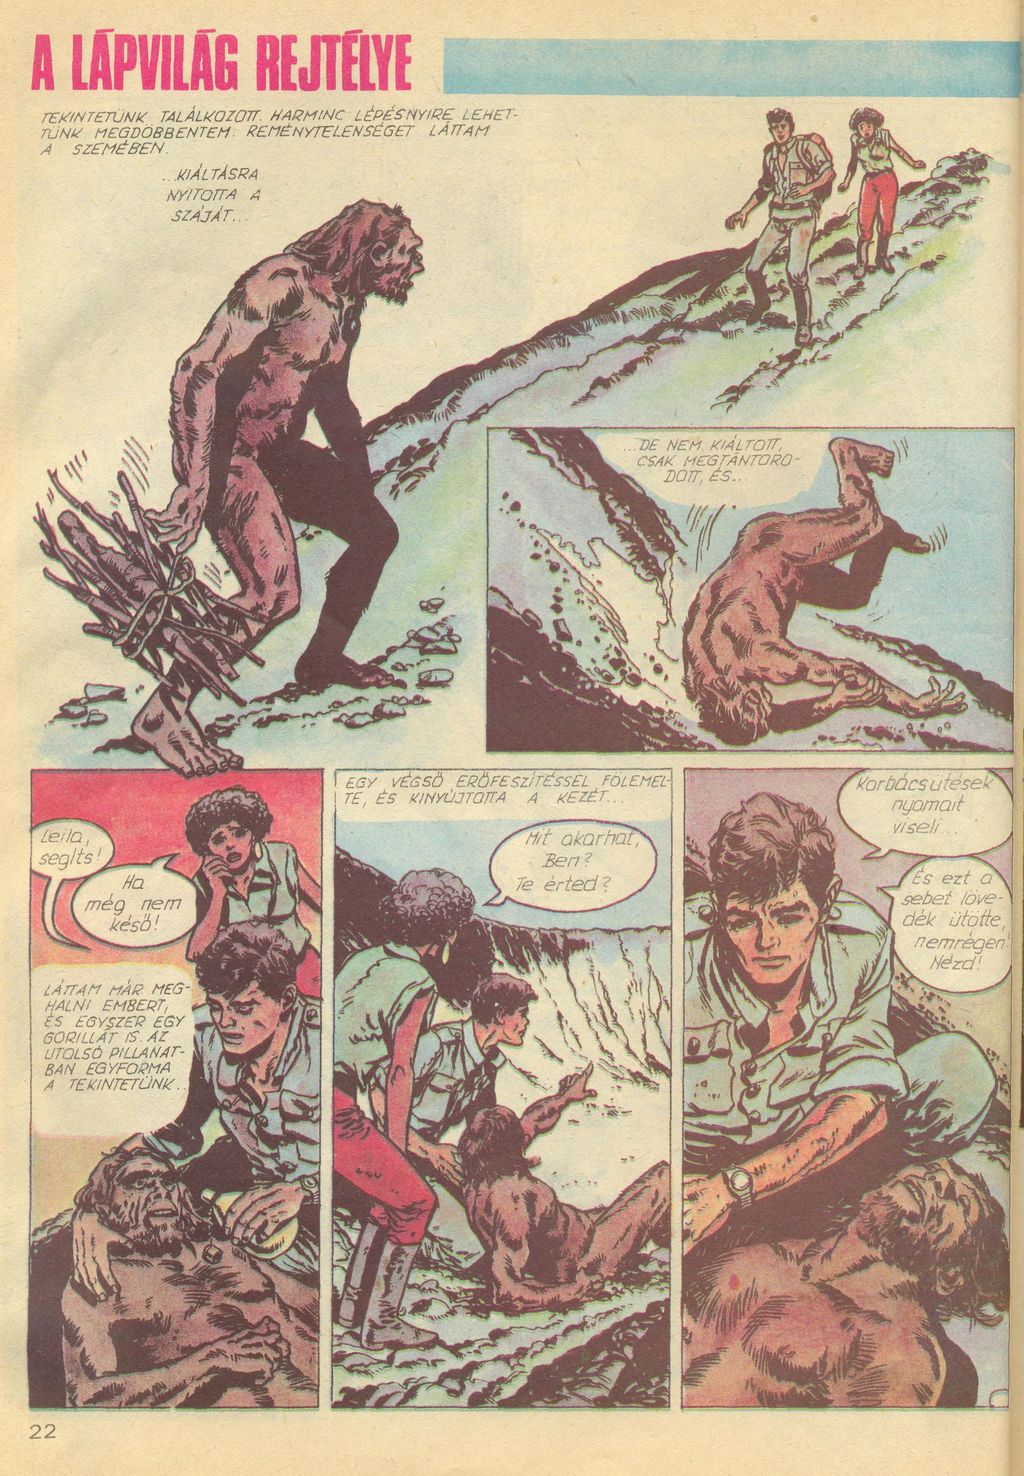 A LÁPVILÁG REJTÉLYE
TEKINTETÜNK TALÁLKOZOTT. HARMINC LÉPÉSNYIRE LEHET-
TÜNK. MEGDÖBBENTEM. REMÉNYTELENSÉGET LÁTTAM
A SZEMÉBEN.
...KIÁLTÁSRA
NYITOTTA A
SZÁJÁT...
...DE NEM KIÁLTOTT,
CSAK MEGTÁNTORO-
DOTT, ÉS...
Leila,
segíts!
Ha
még nem
késő!
LÁTTAM MÁR MEG-
HALNI EMBERT,
ÉS EGYSZER EGY
GORILLÁT IS. AZ
UTOLSÓ PILLANAT-
BAN EGYFORMA
A TEKINTETÜNK...
EGY VÉGSŐ ERŐFESZÍTÉSSEL FÖLEMEL-
TE, ÉS KINYÚJTOTTA A KEZÉT...
Mit akarhat,
Ben?
Te érted?
Korbácsütések
nyomait
viseli...
És ezt a
sebet löve-
dék ütötte,
nemrégen!
Nézd!
22